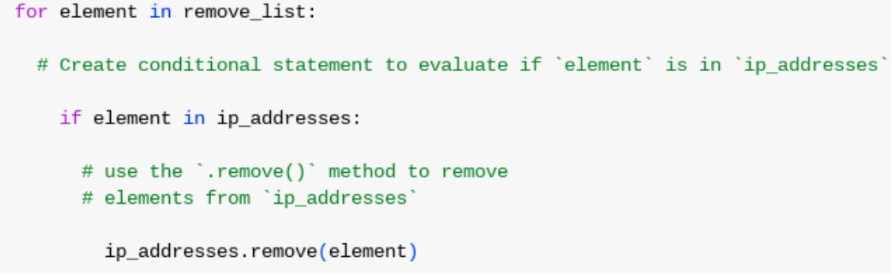 for element in remove_list:
# Create conditional statement to evaluate if `element` is in `ip_addresses`
if element in ip_addresses:
# use the `.remove()` method to remove
# elements from `ip_addresses`
ip_addresses.remove(element)